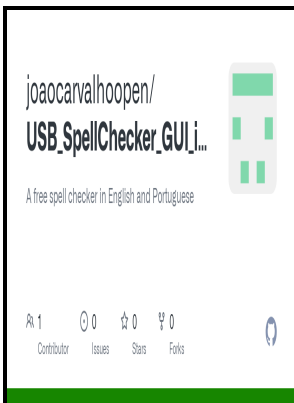 joaocarvalhoopen/
USB_SpellChecker_GUI_i...
A free spell checker in English and Portuguese
1
Contributor
0
Issues
0
Stars
0
Forks